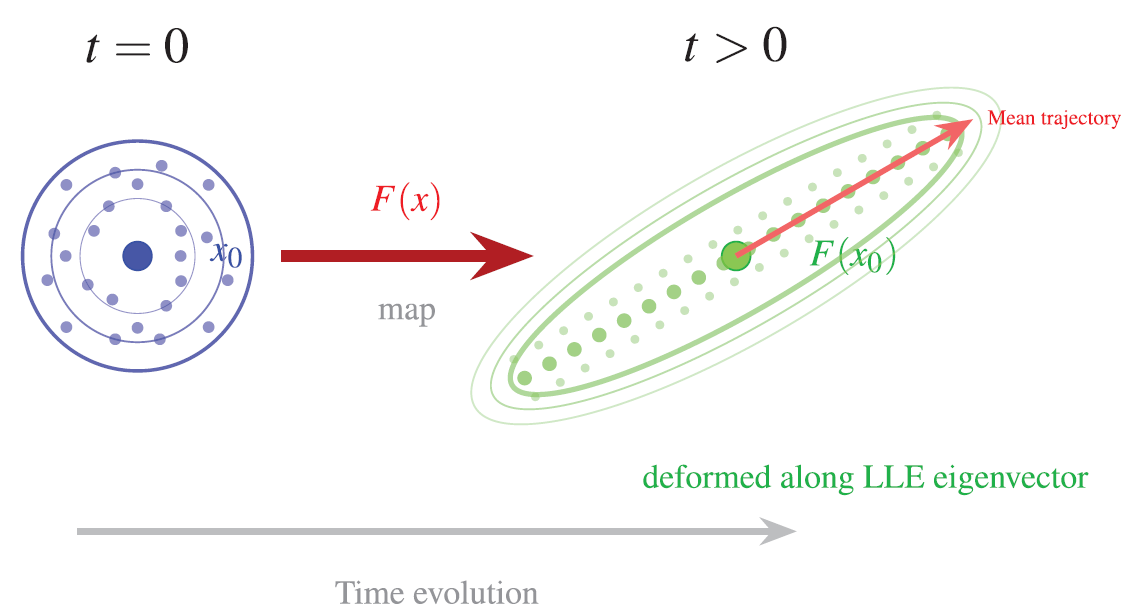 t = 0
t > 0
Mean trajectory
F(x)
x₀
F(x₀)
map
deformed along LLE eigenvector
Time evolution